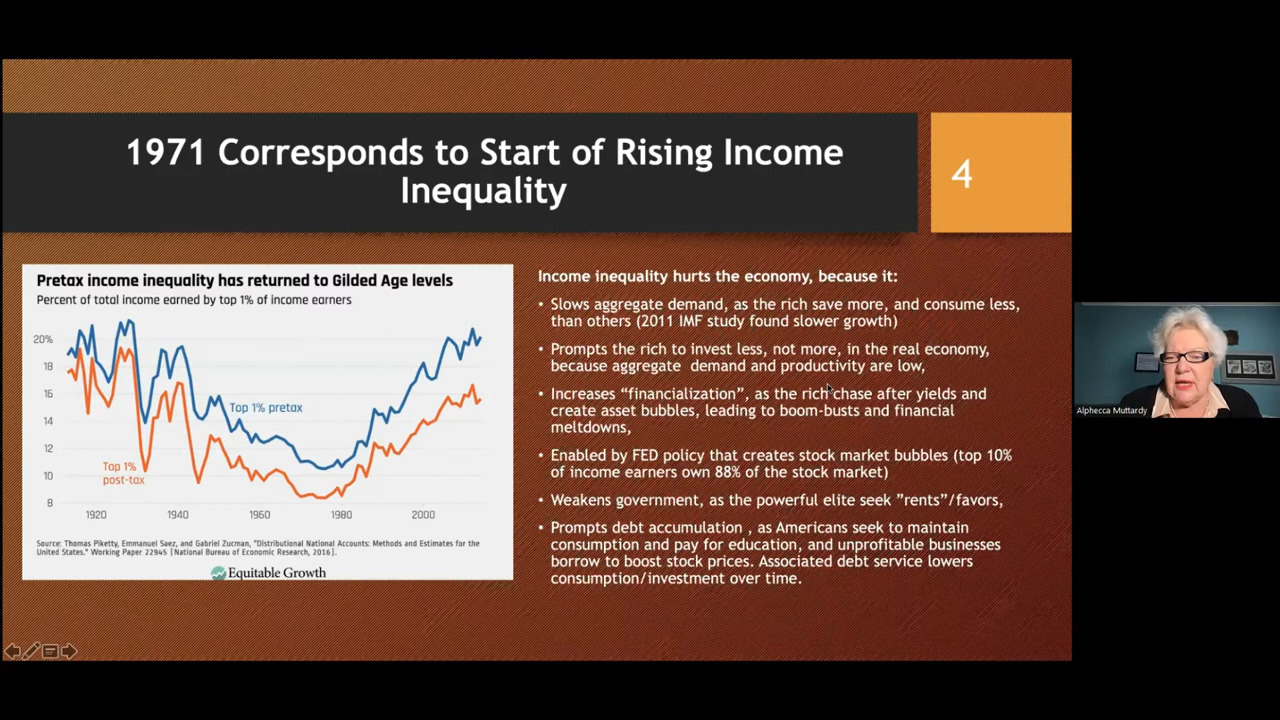 1971 Corresponds to Start of Rising Income
Inequality
4
Pretax income inequality has returned to Gilded Age levels
Percent of total income earned by top 1% of income earners
20%
18
16
14
12
10
8
Top 1% pretax
Top 1%
post-tax
1920
1940
1960
1980
2000
Source: Thomas Piketty, Emmanuel Saez, and Gabriel Zucman, "Distributional National Accounts: Methods and Estimates for the
United States." Working Paper 22945 (National Bureau of Economic Research, 2016).
Equitable Growth
Income inequality hurts the economy, because it:
• Slows aggregate demand, as the rich save more, and consume less,
than others (2011 IMF study found slower growth)
• Prompts the rich to invest less, not more, in the real economy,
because aggregate demand and productivity are low,
• Increases “financialization”, as the rich chase after yields and
create asset bubbles, leading to boom-busts and financial
meltdowns,
• Enabled by FED policy that creates stock market bubbles (top 10%
of income earners own 88% of the stock market)
• Weakens government, as the powerful elite seek ”rents”/favors,
• Prompts debt accumulation , as Americans seek to maintain
consumption and pay for education, and unprofitable businesses
borrow to boost stock prices. Associated debt service lowers
consumption/investment over time.
Alphecca Muttardy